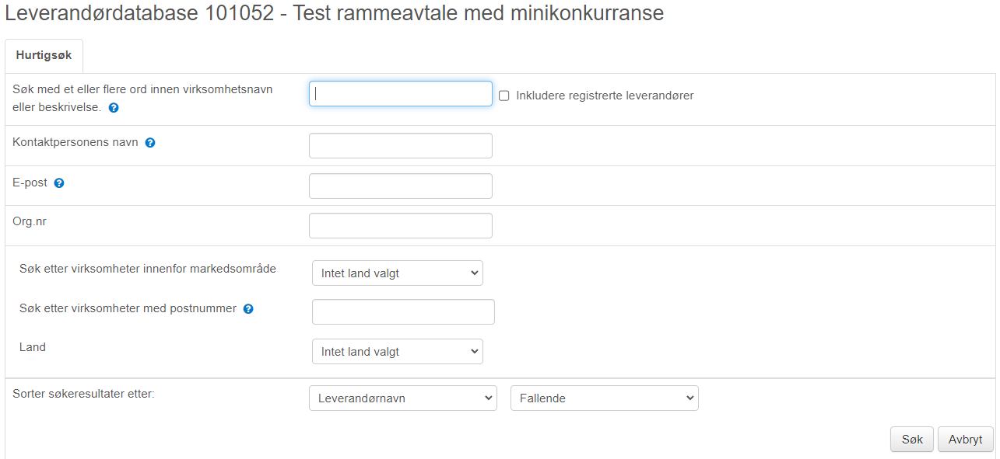 Leverandørdatabase 101052 - Test rammeavtale med minikonkurranse
Hurtigsøk
Søk med et eller flere ord innen virksomhetsnavn
eller beskrivelse. ?
Inkludere registrerte leverandører
Kontaktpersonens navn ?
E-post ?
Org.nr
Søk etter virksomheter innenfor markedsområde
Intet land valgt
Søk etter virksomheter med postnummer ?
Land
Intet land valgt
Sorter søkeresultater etter:
Leverandørnavn
Fallende
Søk
Avbryt